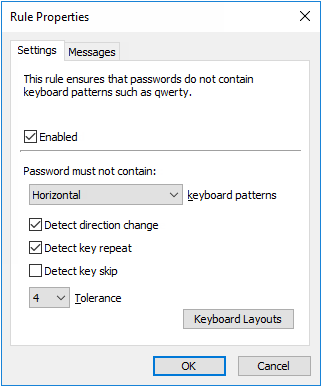 Rule Properties
Settings Messages
This rule ensures that passwords do not contain
keyboard patterns such as qwerty.
Enabled
Password must not contain:
Horizontal keyboard patterns
Detect direction change
Detect key repeat
Detect key skip
4 Tolerance
Keyboard Layouts
OK Cancel